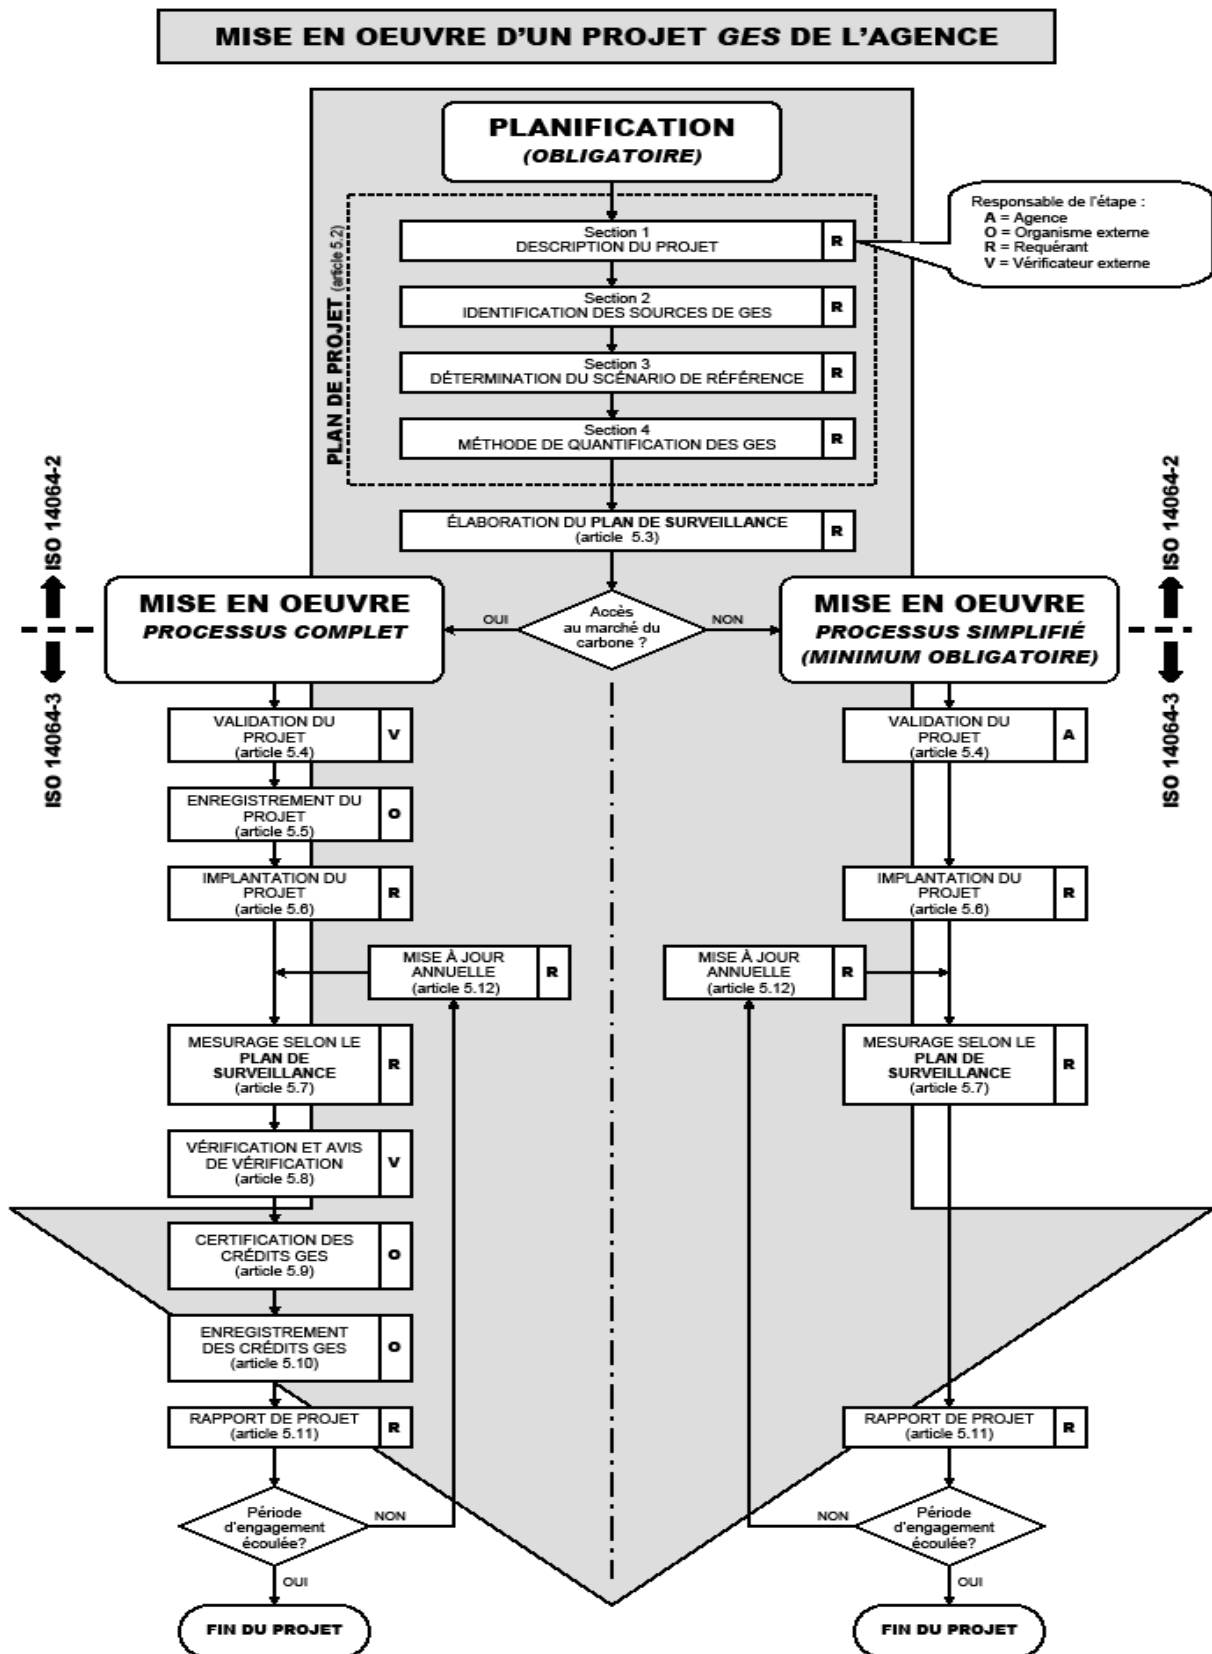 MISE EN OEUVRE D'UN PROJET GES DE L'AGENCE
PLANIFICATION
(OBLIGATOIRE)
Responsable de l'étape :
A = Agence
O = Organisme externe
R = Requérant
V = Vérificateur externe
PLAN DE PROJET (article 5.2)
Section 1
DESCRIPTION DU PROJET
R
Section 2
IDENTIFICATION DES SOURCES DE GES
R
Section 3
DÉTERMINATION DU SCÉNARIO DE RÉFÉRENCE
R
Section 4
MÉTHODE DE QUANTIFICATION DES GES
R
ÉLABORATION DU PLAN DE SURVEILLANCE
(article 5.3)
R
Accès
au marché du
carbone ?
OUI
NON
ISO 14064-2
ISO 14064-3
MISE EN OEUVRE
PROCESSUS COMPLET
VALIDATION DU
PROJET
(article 5.4)
V
ENREGISTREMENT DU
PROJET
(article 5.5)
O
IMPLANTATION DU
PROJET
(article 5.6)
R
MISE À JOUR
ANNUELLE
(article 5.12)
R
MESURAGE SELON LE
PLAN DE
SURVEILLANCE
(article 5.7)
R
VÉRIFICATION ET AVIS
DE VÉRIFICATION
(article 5.8)
V
CERTIFICATION DES
CRÉDITS GES
(article 5.9)
O
ENREGISTREMENT
DES CRÉDITS GES
(article 5.10)
O
RAPPORT DE PROJET
(article 5.11)
R
Période
d'engagement
écoulée?
NON
OUI
FIN DU PROJET
MISE EN OEUVRE
PROCESSUS SIMPLIFIÉ
(MINIMUM OBLIGATOIRE)
ISO 14064-2
ISO 14064-3
VALIDATION DU
PROJET
(article 5.4)
A
IMPLANTATION DU
PROJET
(article 5.6)
R
MISE À JOUR
ANNUELLE
(article 5.12)
R
MESURAGE SELON LE
PLAN DE
SURVEILLANCE
(article 5.7)
R
RAPPORT DE PROJET
(article 5.11)
R
Période
d'engagement
écoulée?
NON
OUI
FIN DU PROJET